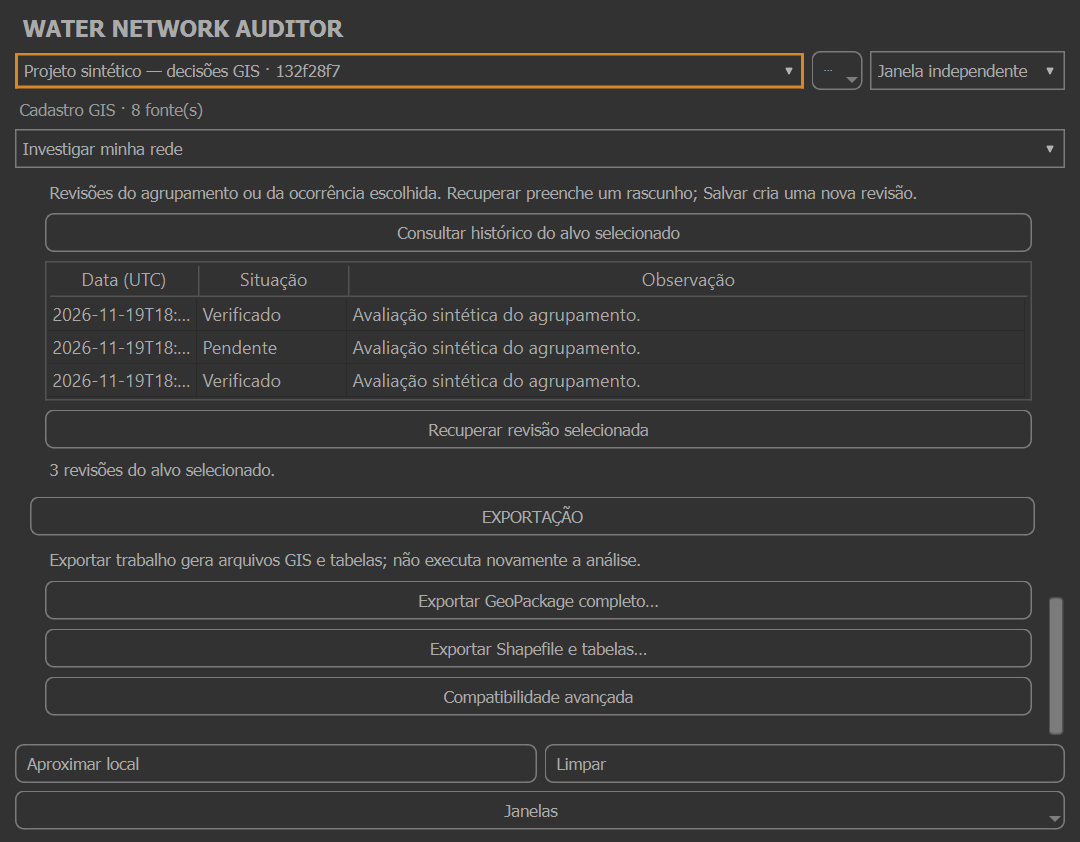 WATER NETWORK AUDITOR
Projeto sintético — decisões GIS · 132f28f7
...
Janela independente
Cadastro GIS · 8 fonte(s)
Investigar minha rede
Revisões do agrupamento ou da ocorrência escolhida. Recuperar preenche um rascunho; Salvar cria uma nova revisão.
Consultar histórico do alvo selecionado
Data (UTC) Situação Observação
2026-11-19T18:... Verificado Avaliação sintética do agrupamento.
2026-11-19T18:... Pendente Avaliação sintética do agrupamento.
2026-11-19T18:... Verificado Avaliação sintética do agrupamento.
Recuperar revisão selecionada
3 revisões do alvo selecionado.
EXPORTAÇÃO
Exportar trabalho gera arquivos GIS e tabelas; não executa novamente a análise.
Exportar GeoPackage completo...
Exportar Shapefile e tabelas...
Compatibilidade avançada
Aproximar local
Limpar
Janelas